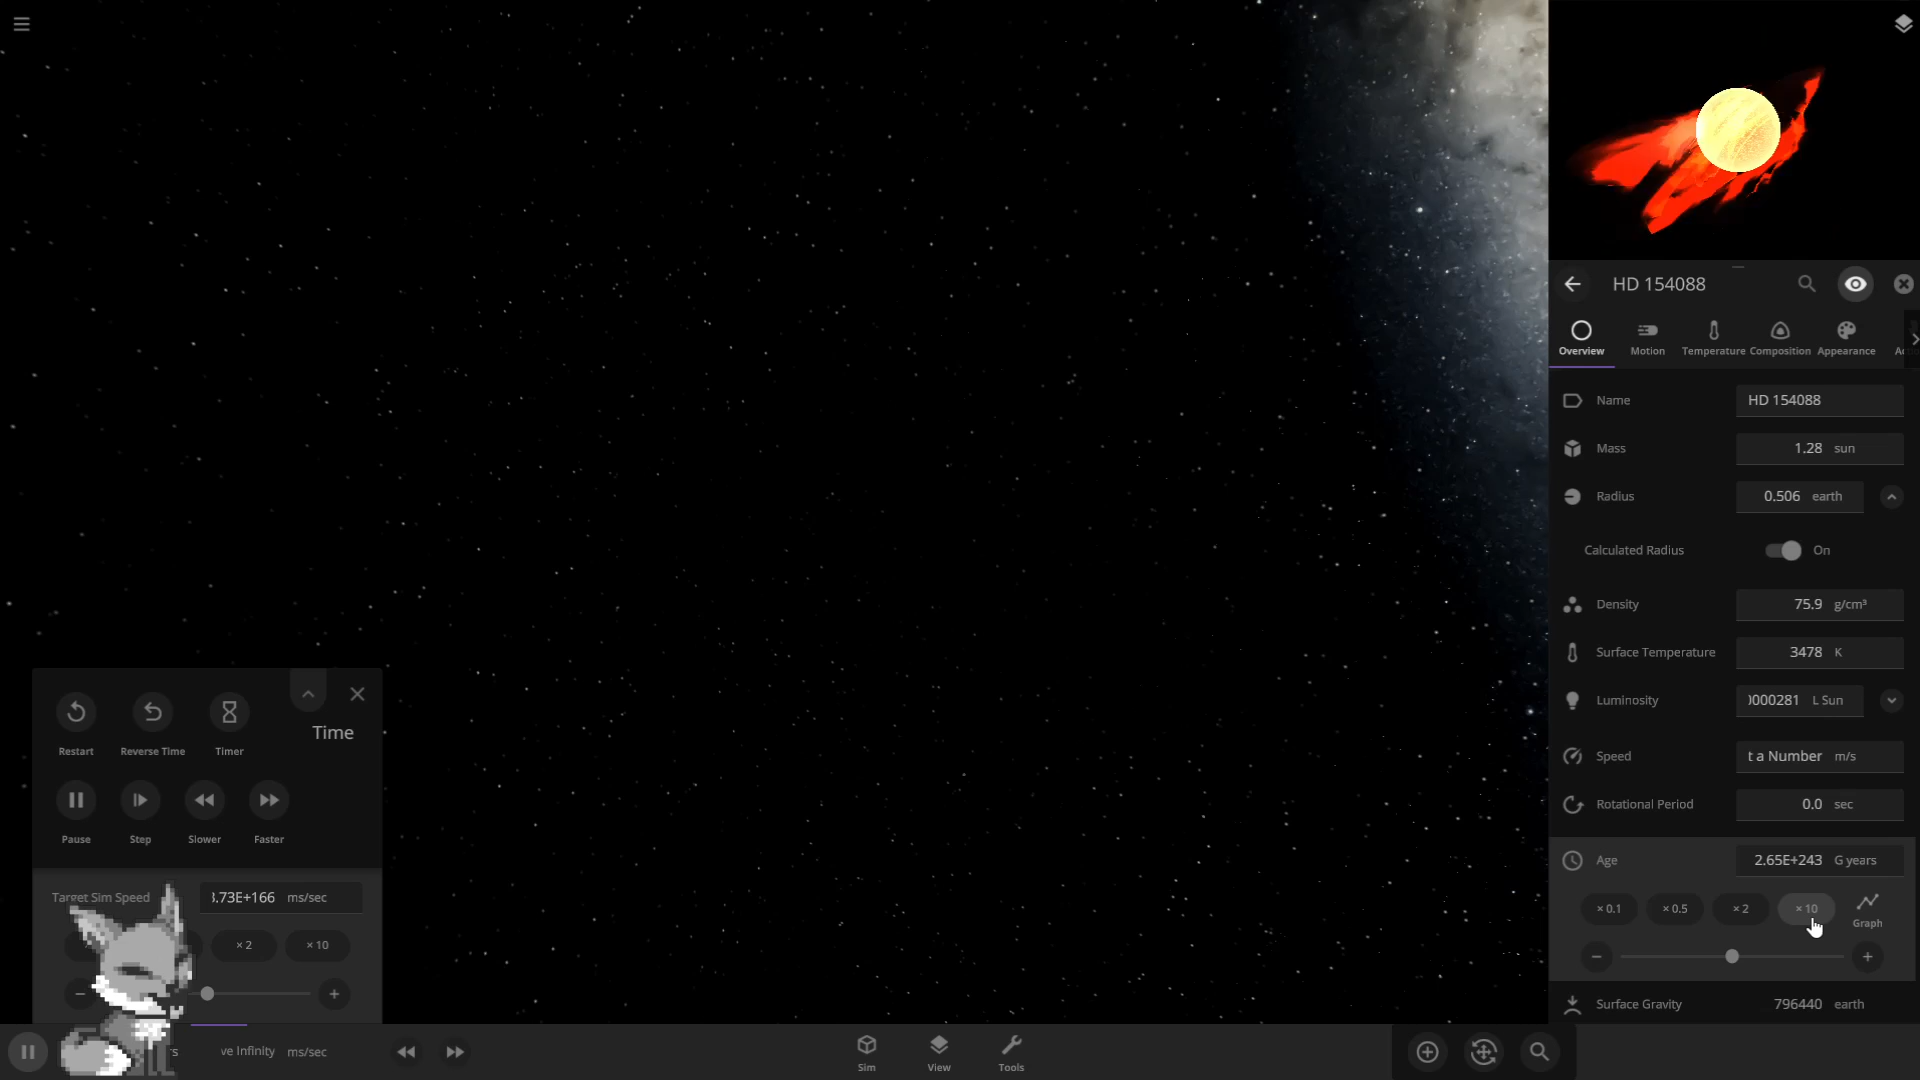 HD 154088
Overview
Motion
Temperature
Composition
Appearance
Name
HD 154088
Mass
1.28 sun
Radius
0.506 earth
Calculated Radius
On
Density
75.9 g/cm³
Surface Temperature
3478 K
Luminosity
0000281 L Sun
Speed
t a Number m/s
Rotational Period
0.0 sec
Age
2.65E+243 G years
× 0.1
× 0.5
× 2
× 10
Graph
Surface Gravity
796440 earth
Time
Restart
Reverse Time
Timer
Pause
Step
Slower
Faster
Target Sim Speed
3.73E+166 ms/sec
× 2
× 10
ve Infinity ms/sec
Sim
View
Tools